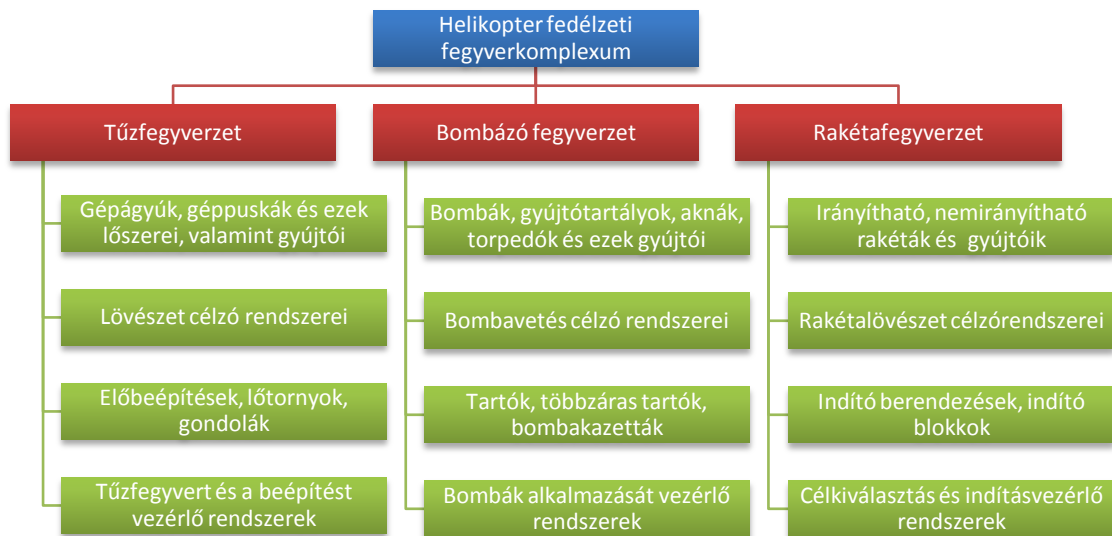 Helikopter fedélzeti
fegyverkomplexum
Tűzfegyverzet
Gépágyúk, géppuskák és ezek
lőszerei, valamint gyújtói
Lövészet célzó rendszerei
Előbeépítések, lőtornyok,
gondolák
Tűzfegyvert és a beépítést
vezérlő rendszerek
Bombázó fegyverzet
Bombák, gyújtótartályok, aknák,
torpedók és ezek gyújtói
Bombavetés célzó rendszerei
Tartók, többzáras tartók,
bombakazetták
Bombák alkalmazását vezérlő
rendszerek
Rakétafegyverzet
Irányítható, nemirányítható
rakéták és gyújtóik
Rakétalövészet célzórendszerei
Indító berendezések, indító
blokkok
Célkiválasztás és indításvezérlő
rendszerek